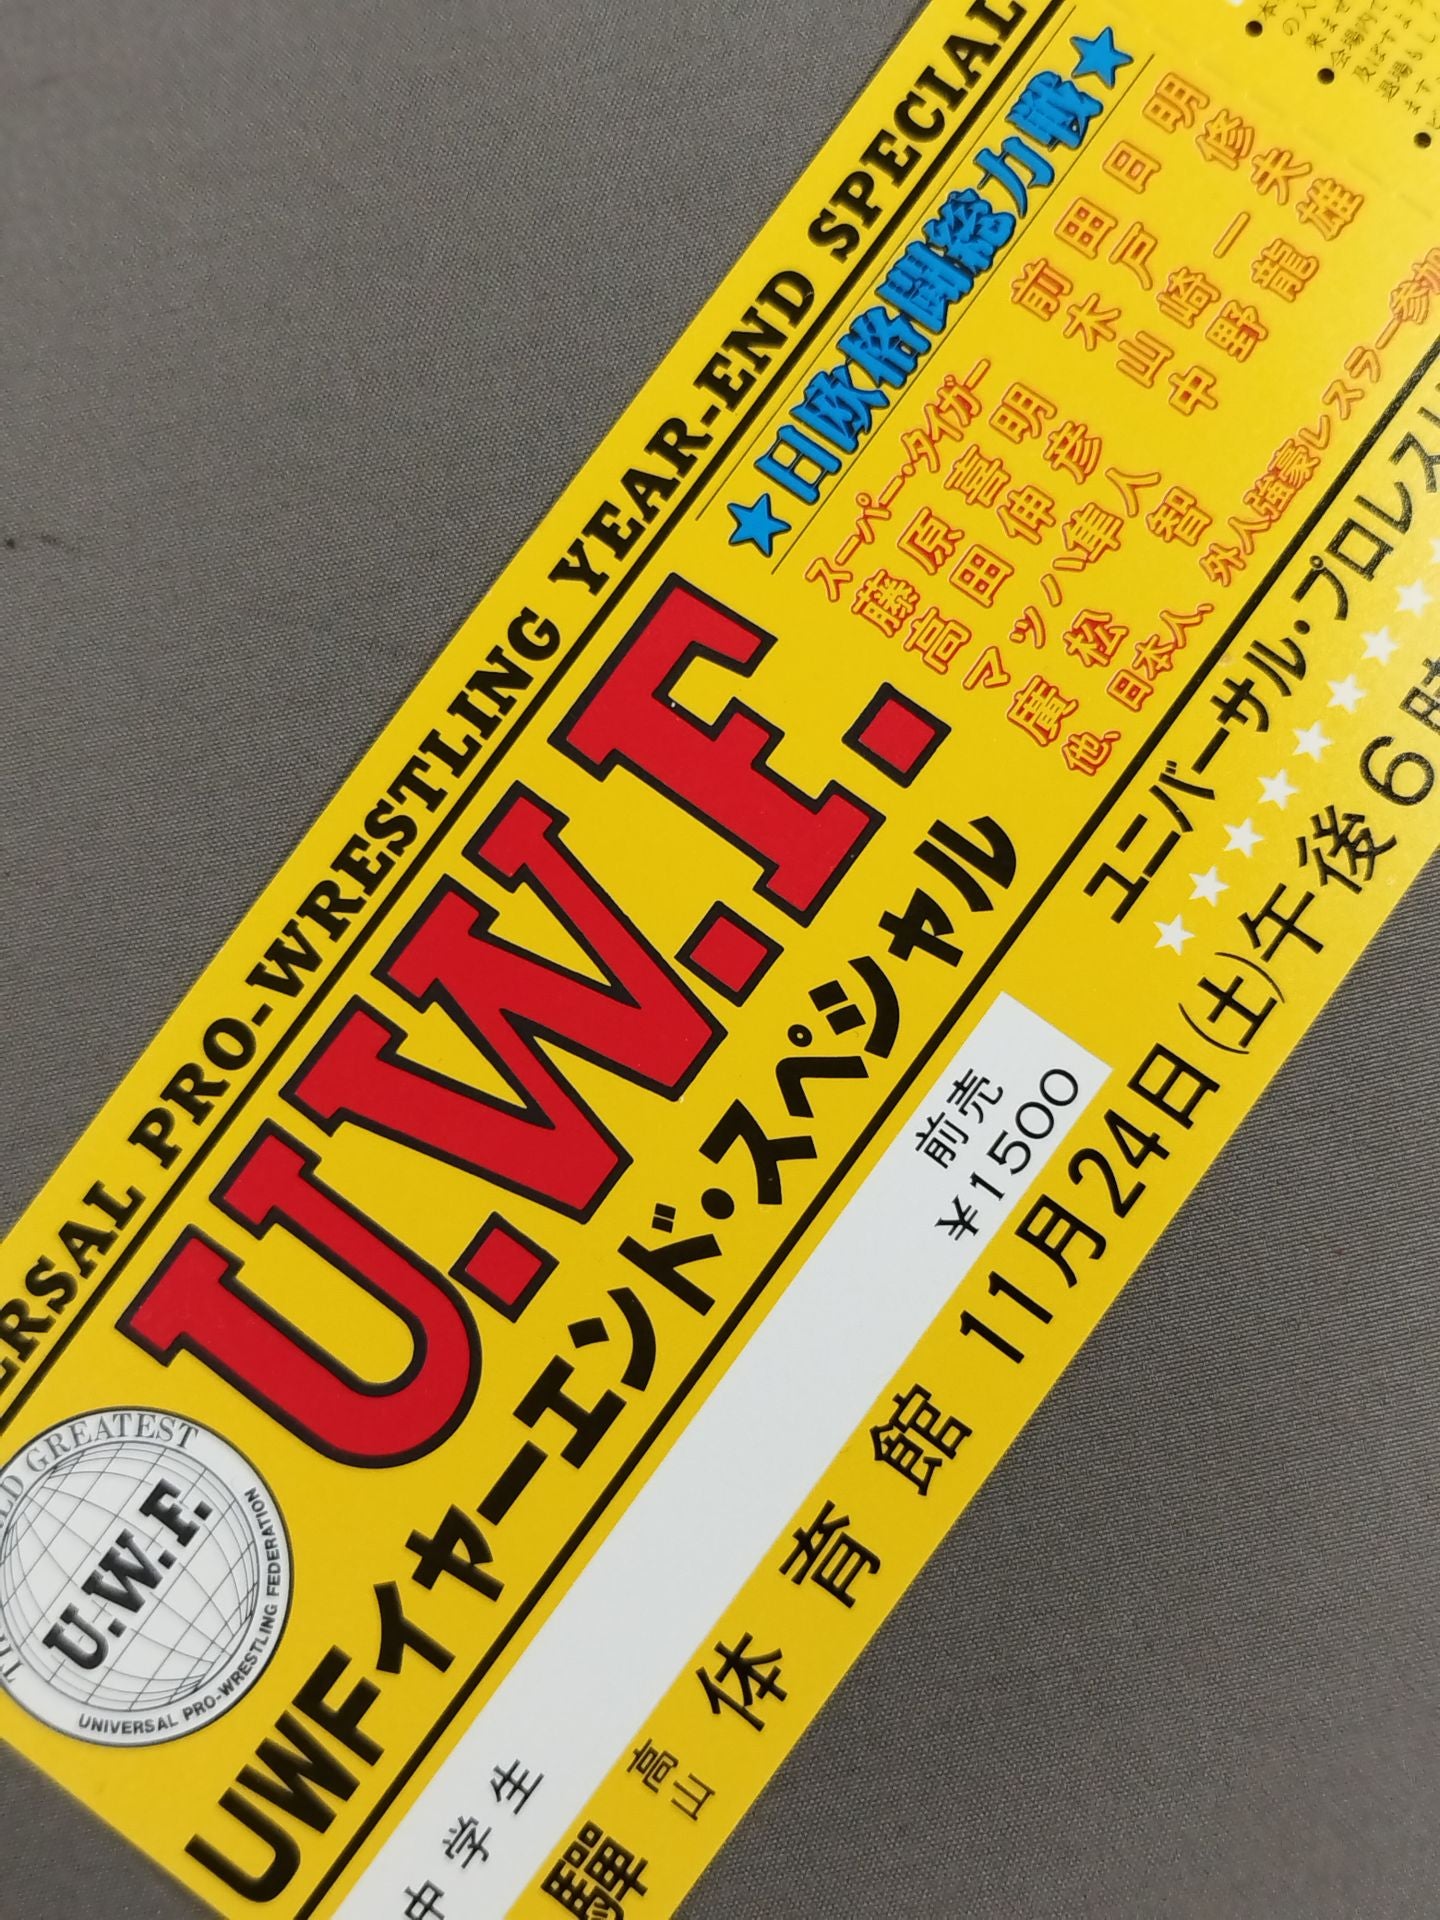 ERSAL PRO-WRESTLING YEAR-END SPECIAL
U.W.F.
★日欧格闘総力戦★
スーパー・タイガー
前田日明
藤原喜明
木戸修
高田伸彦
山崎一夫
マッハ隼人
中野龍雄
廣松智
他、日本人、外人強豪レスラー参加
THE
LD GREATEST
U.W.F.
UNIVERSAL PRO-WRESTLING FEDERATION
UWFイヤーエンド・スペシャル
ユニバーサル・プロレスリ
★★★★★★★★★
中学生
前売
¥1500
高山
体育館 11月24日(土)午後6時